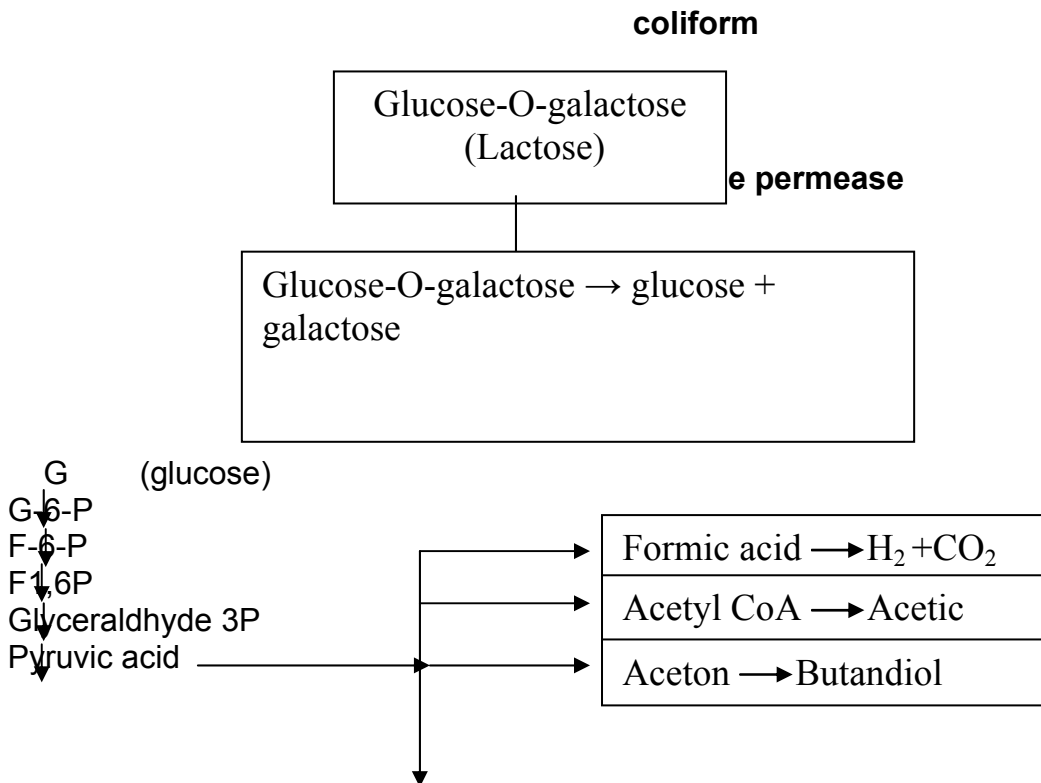 coliform
Glucose-O-galactose
(Lactose)
e permease
Glucose-O-galactose → glucose +
galactose
G (glucose)
G-6-P
F-6-P
F1,6P
Glyceraldhyde 3P
Pyruvic acid
Formic acid → H₂ +CO₂
Acetyl CoA → Acetic
Aceton → Butandiol